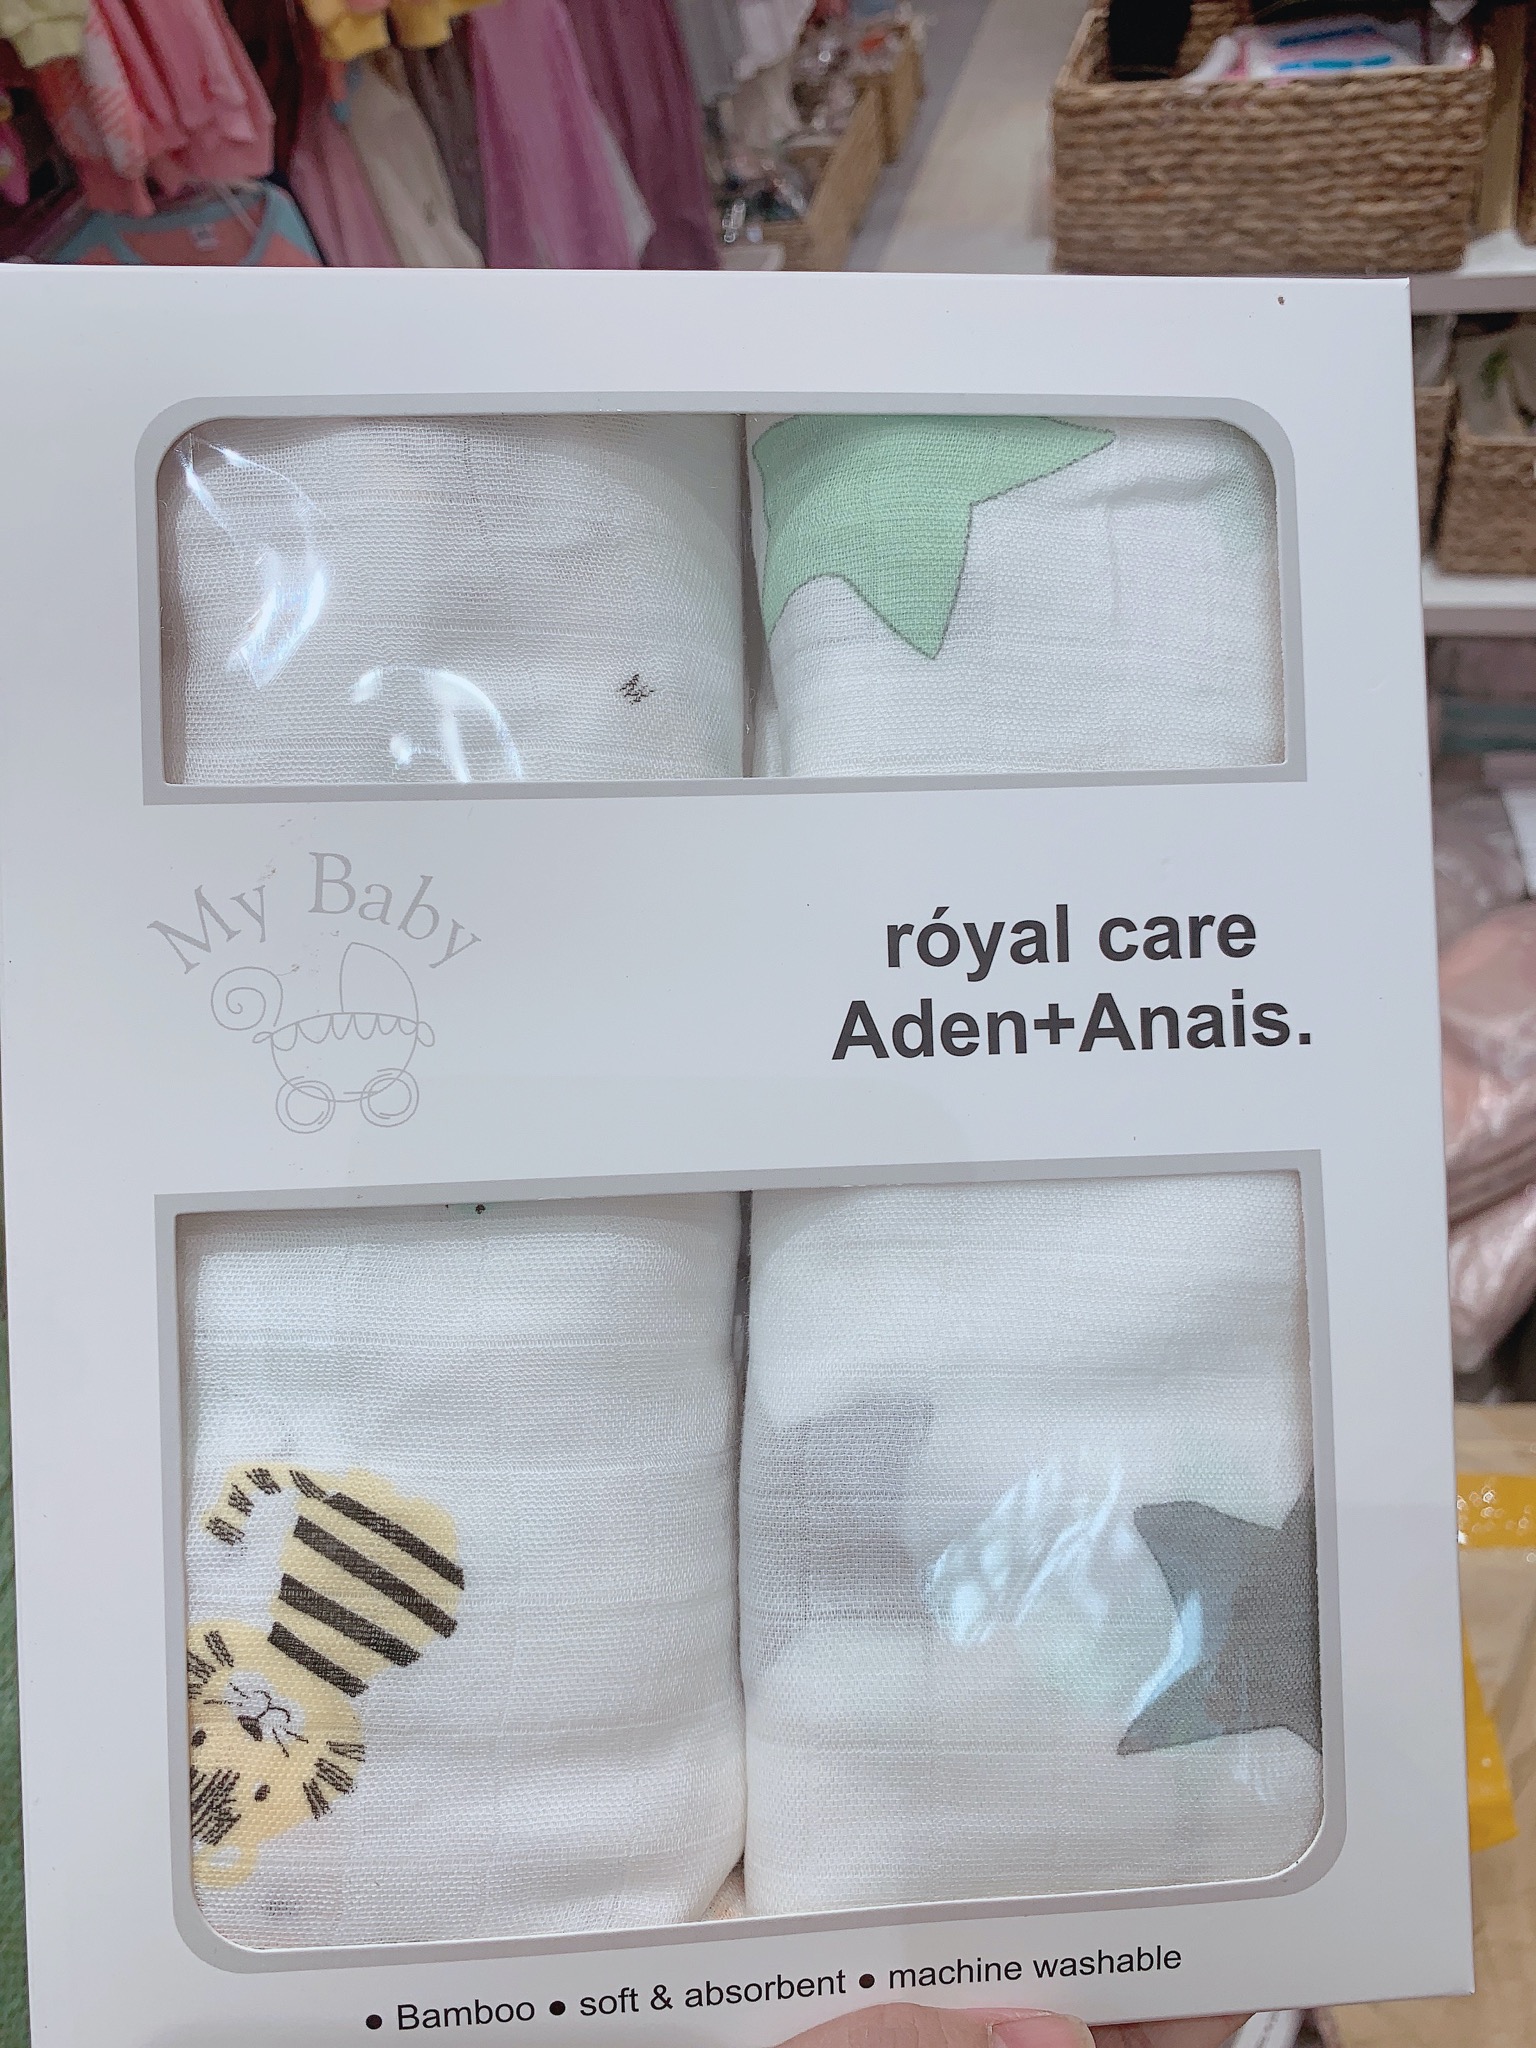 My Baby
róyal care
Aden+Anais.
• Bamboo • soft & absorbent • machine washable